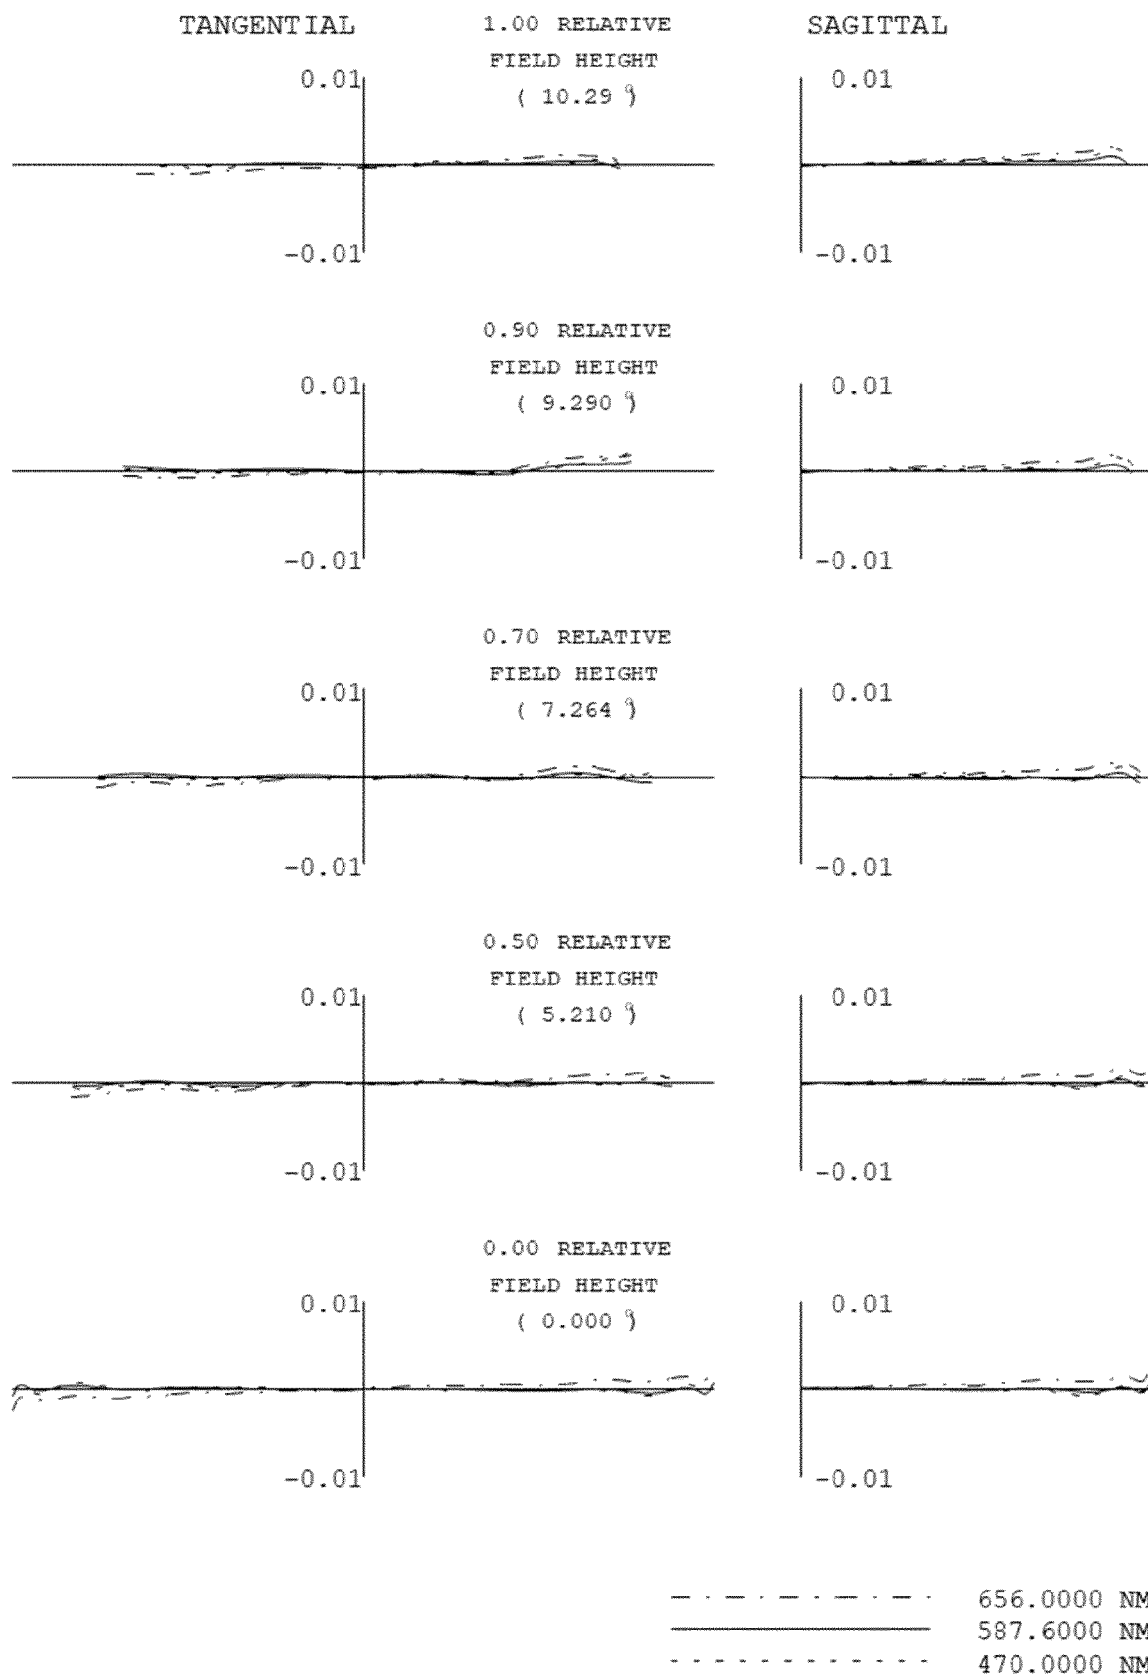 TANGENTIAL
1.00 RELATIVE
FIELD HEIGHT
( 10.29 °)
SAGITTAL
0.01
0.01
-0.01
-0.01
0.90 RELATIVE
FIELD HEIGHT
( 9.290 °)
0.01
0.01
-0.01
-0.01
0.70 RELATIVE
FIELD HEIGHT
( 7.264 °)
0.01
0.01
-0.01
-0.01
0.50 RELATIVE
FIELD HEIGHT
( 5.210 °)
0.01
0.01
-0.01
-0.01
0.00 RELATIVE
FIELD HEIGHT
( 0.000 °)
0.01
0.01
-0.01
-0.01
656.0000 NM
587.6000 NM
470.0000 NM